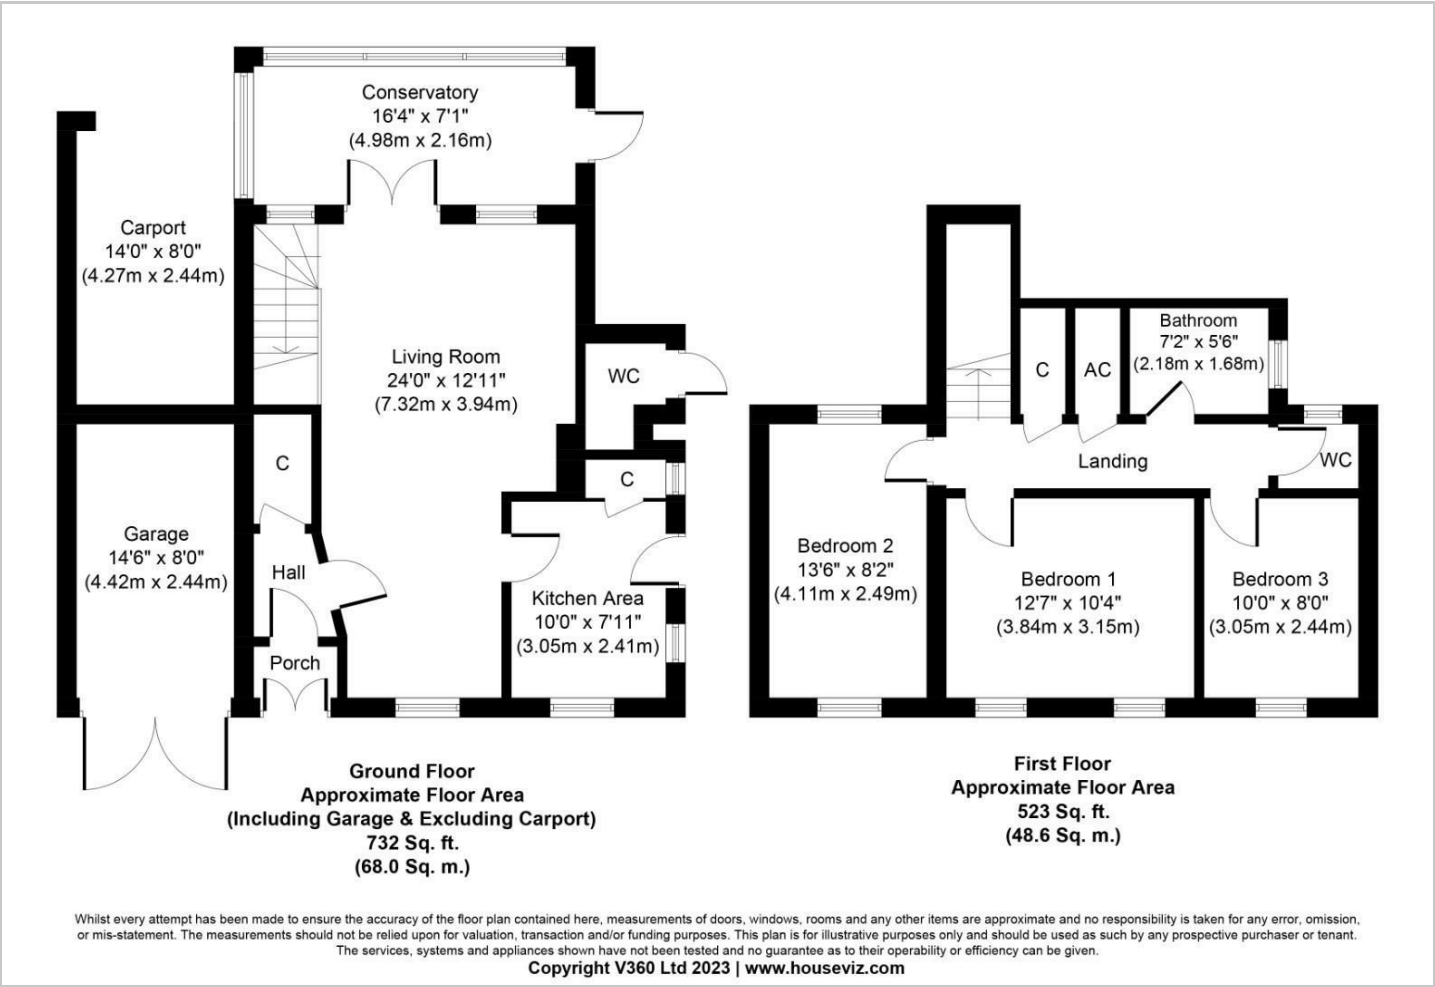 Conservatory
16'4" x 7'1"
(4.98m x 2.16m)
Carport
14'0" x 8'0"
(4.27m x 2.44m)
Living Room
24'0" x 12'11"
(7.32m x 3.94m)
WC
C
C
Garage
14'6" x 8'0"
(4.42m x 2.44m)
Hall
Kitchen Area
10'0" x 7'11"
(3.05m x 2.41m)
Porch
Ground Floor
Approximate Floor Area
(Including Garage & Excluding Carport)
732 Sq. ft.
(68.0 Sq. m.)
Bathroom
7'2" x 5'6"
(2.18m x 1.68m)
C
AC
Landing
WC
Bedroom 2
13'6" x 8'2"
(4.11m x 2.49m)
Bedroom 1
12'7" x 10'4"
(3.84m x 3.15m)
Bedroom 3
10'0" x 8'0"
(3.05m x 2.44m)
First Floor
Approximate Floor Area
523 Sq. ft.
(48.6 Sq. m.)
Whilst every attempt has been made to ensure the accuracy of the floor plan contained here, measurements of doors, windows, rooms and any other items are approximate and no responsibility is taken for any error, omission,
or mis-statement. The measurements should not be relied upon for valuation, transaction and/or funding purposes. This plan is for illustrative purposes only and should be used as such by any prospective purchaser or tenant.
The services, systems and appliances shown have not been tested and no guarantee as to their operability or efficiency can be given.
Copyright V360 Ltd 2023 | www.houseviz.com